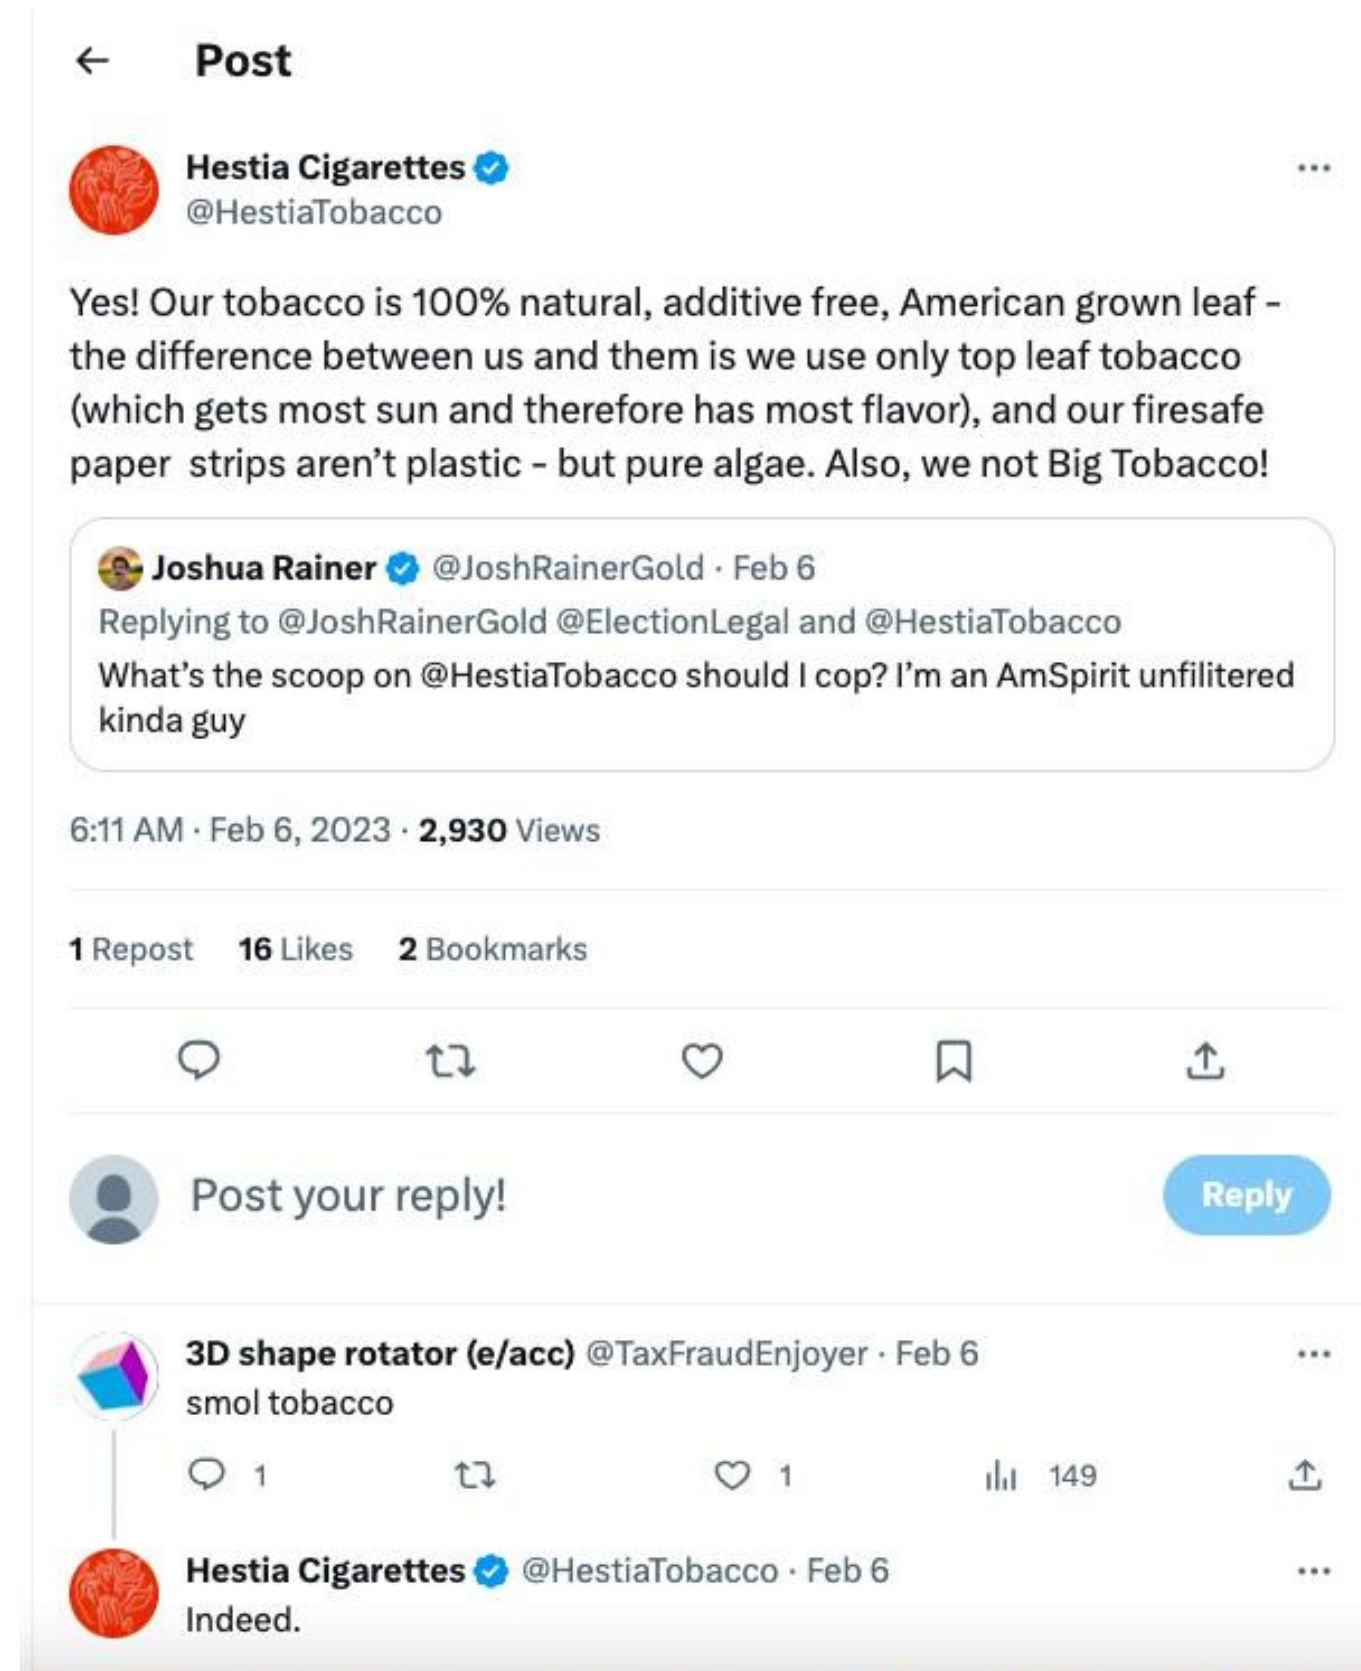 Post
Hestia Cigarettes
@HestiaTobacco
Yes! Our tobacco is 100% natural, additive free, American grown leaf -
the difference between us and them is we use only top leaf tobacco
(which gets most sun and therefore has most flavor), and our firesafe
paper  strips aren't plastic - but pure algae. Also, we not Big Tobacco!
Joshua Rainer @JoshRainerGold · Feb 6
Replying to @JoshRainerGold @ElectionLegal and @HestiaTobacco
What's the scoop on @HestiaTobacco should I cop? I'm an AmSpirit unfilitered
kinda guy
6:11 AM · Feb 6, 2023 · 2,930 Views
1 Repost 16 Likes 2 Bookmarks
Post your reply!
Reply
3D shape rotator (e/acc) @TaxFraudEnjoyer · Feb 6
smol tobacco
1 1 149
Hestia Cigarettes @HestiaTobacco · Feb 6
Indeed.